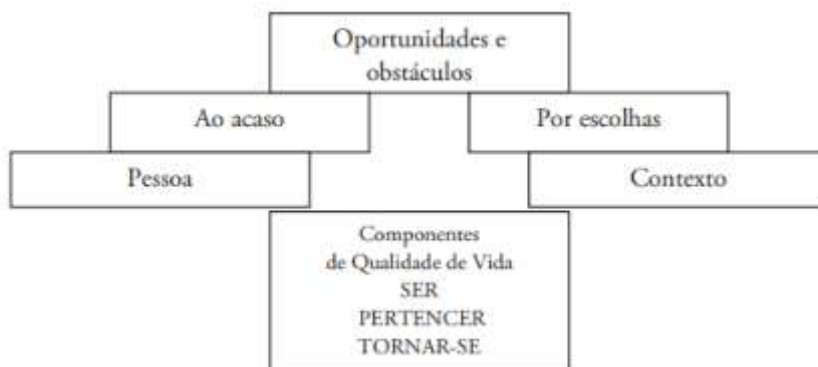 Oportunidades e
obstáculos
Ao acaso
Por escolhas
Pessoa
Contexto
Componentes
de Qualidade de Vida
SER
PERTENCER
TORNAR-SE